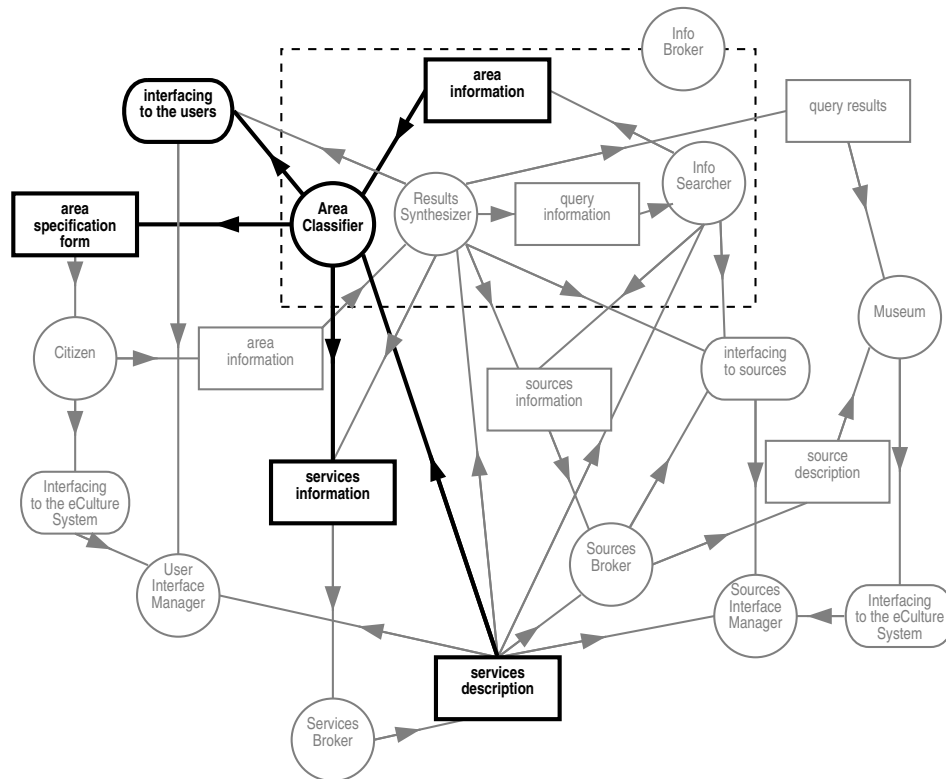 Info
Broker
area
information
interfacing
to the users
query results
Info
Searcher
Results
Synthesizer
query
information
Area
Classifier
area
specification
form
Museum
Citizen
area
information
interfacing
to sources
sources
information
source
description
services
information
Interfacing
to the eCulture
System
Sources
Broker
User
Interface
Manager
Sources
Interface
Manager
Interfacing
to the eCulture
System
services
description
Services
Broker